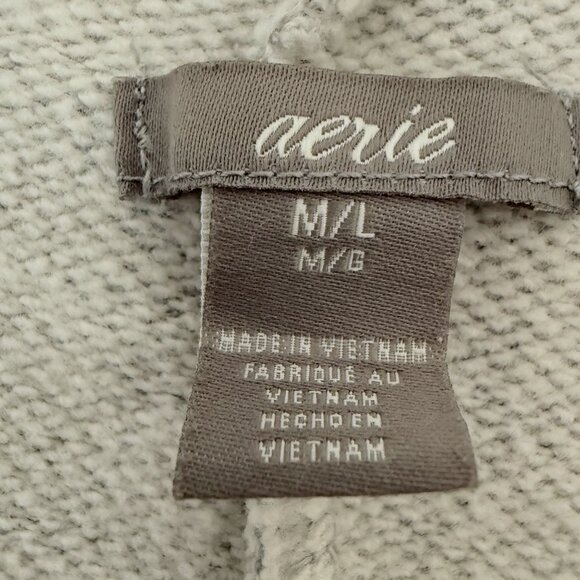 aerie
M/L
M/G
MADE IN VIETNAM
FABRIQUÉ AU
VIETNAM
HECHO EN
VIETNAM